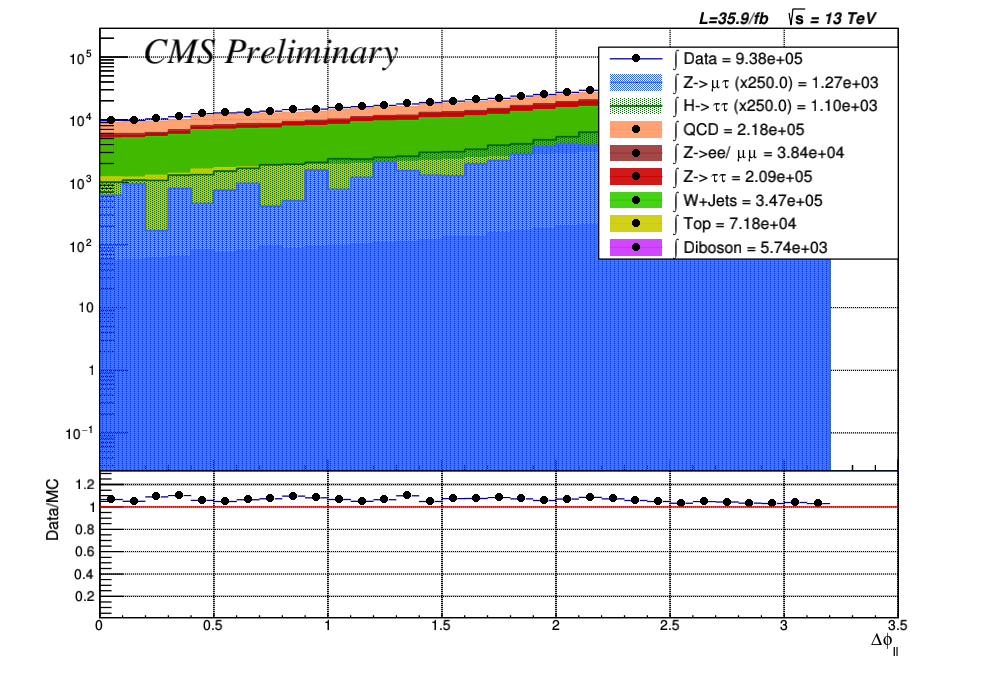 L=35.9/fb √s = 13 TeV
CMS Preliminary
∫ Data = 9.38e+05
∫ Z->μτ (x250.0) = 1.27e+03
∫ H->ττ (x250.0) = 1.10e+03
∫ QCD = 2.18e+05
∫ Z->ee/ μμ = 3.84e+04
∫ Z->ττ = 2.09e+05
∫ W+Jets = 3.47e+05
∫ Top = 7.18e+04
∫ Diboson = 5.74e+03
10⁵
10⁴
10³
10²
10
1
10⁻¹
Data/MC
1.2
1
0.8
0.6
0.4
0.2
0 0.5 1 1.5 2 2.5 3 3.5
Δϕ_ll